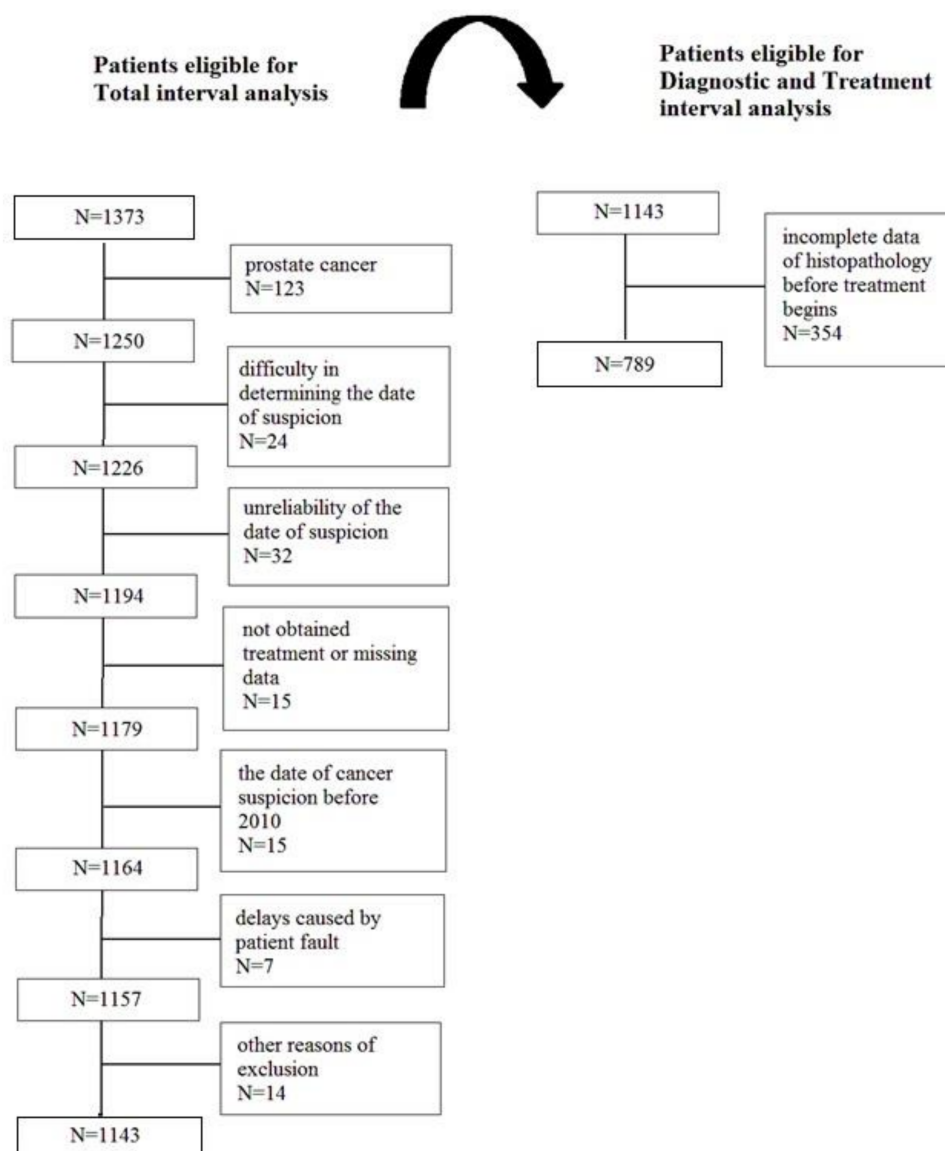 Patients eligible for
Total interval analysis
Patients eligible for
Diagnostic and Treatment
interval analysis
N=1373
prostate cancer
N=123
N=1250
difficulty in
determining the date
of suspicion
N=24
N=1226
unreliability of the
date of suspicion
N=32
N=1194
not obtained
treatment or missing
data
N=15
N=1179
the date of cancer
suspicion before
2010
N=15
N=1164
delays caused by
patient fault
N=7
N=1157
other reasons of
exclusion
N=14
N=1143
N=1143
incomplete data
of histopathology
before treatment
begins
N=354
N=789